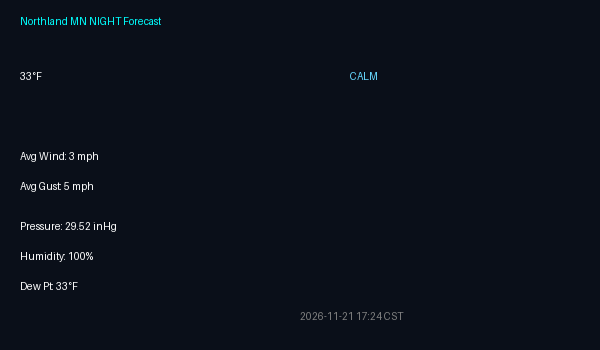 Northland MN NIGHT Forecast
33°F
CALM
Avg Wind: 3 mph
Avg Gust: 5 mph
Pressure: 29.52 inHg
Humidity: 100%
Dew Pt: 33°F
2026-11-21 17:24 CST